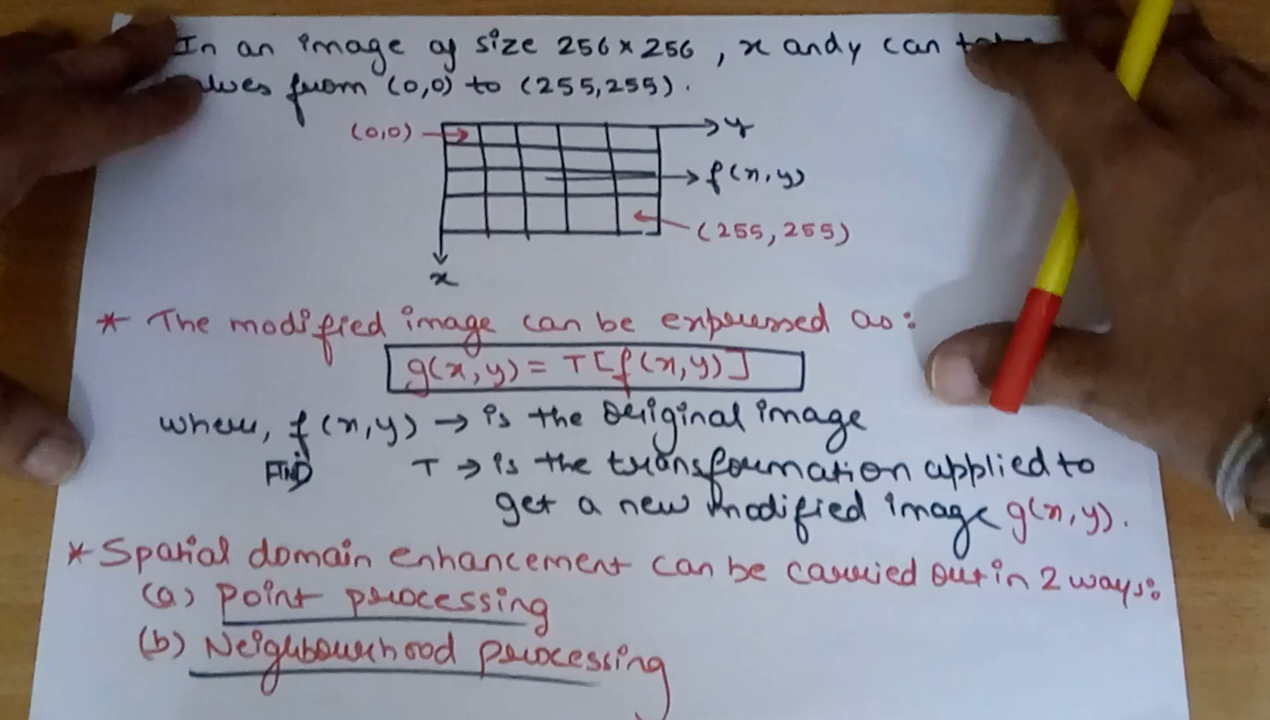 In an image of size 256 x 256, x and y can
from (0,0) to (255,255).
(0,0) → → y
→ f(x,y)
← (255, 255)
x
* The modified image can be expressed as:
g(x,y) = T[f(x,y)]
where, f(x,y) → is the original image
AND T → is the transformation applied to
get a new modified image g(x,y).
* Spatial domain enhancement can be carried out in 2 ways:
(a) Point processing
(b) Neighbourhood processing